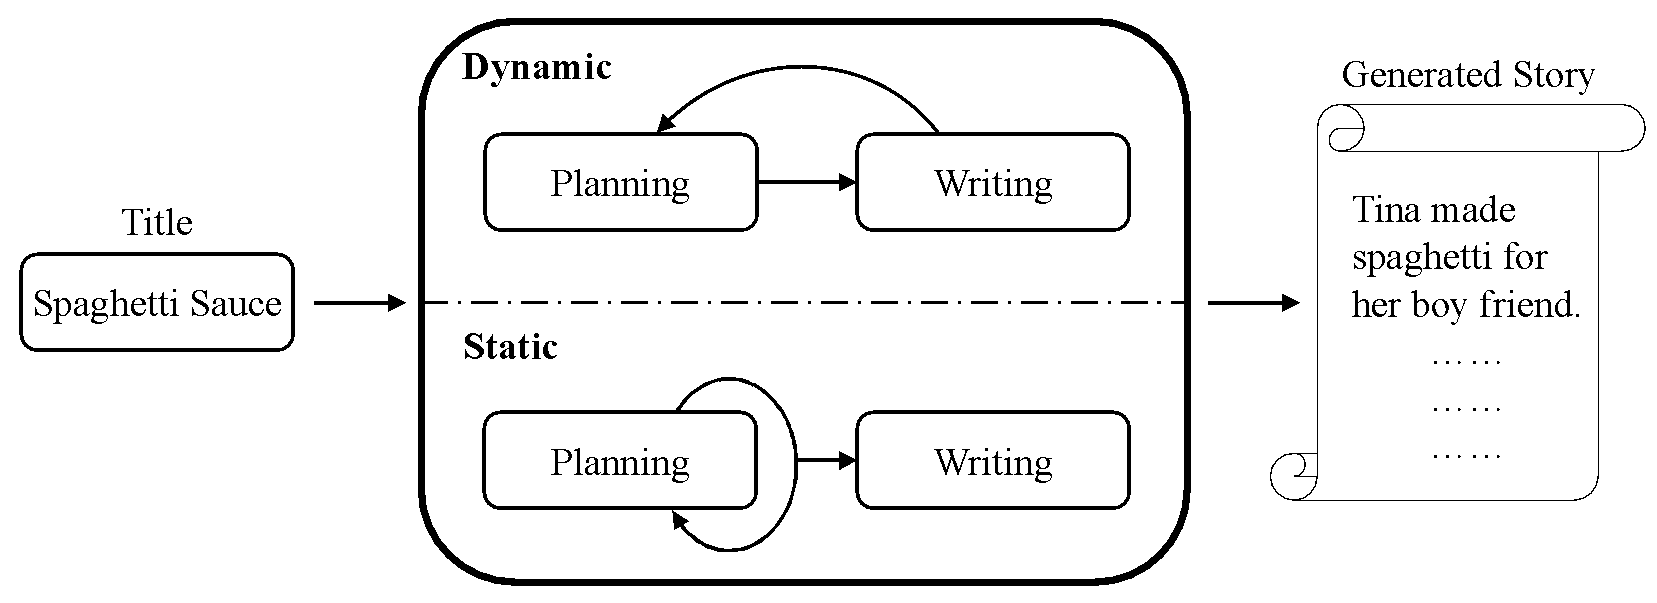 Title
Spaghetti Sauce
Dynamic
Planning
Writing
Static
Planning
Writing
Generated Story
Tina made
spaghetti for
her boy friend.
……
……
……